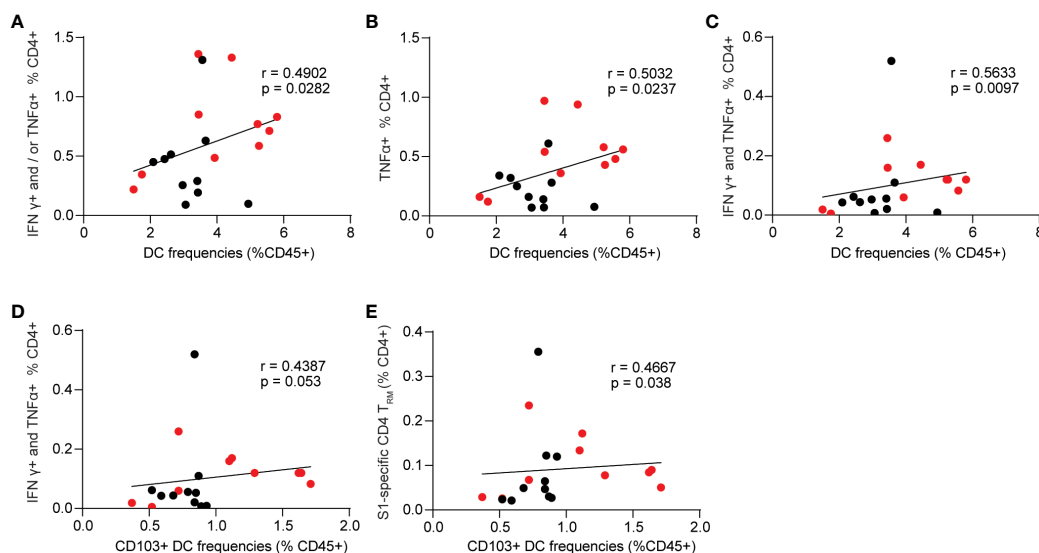 A
IFN γ+ and / or TNFα+ % CD4+
1.5
1.0
0.5
0.0
0 2 4 6 8
DC frequencies (%CD45+)
r = 0.4902
p = 0.0282
B
TNFα+ % CD4+
1.5
1.0
0.5
0.0
0 2 4 6 8
DC frequencies (%CD45+)
r = 0.5032
p = 0.0237
C
IFN γ+ and TNFα+ % CD4+
0.6
0.4
0.2
0.0
0 2 4 6 8
DC frequencies (% CD45+)
r = 0.5633
p = 0.0097
D
IFN γ+ and TNFα+ % CD4+
0.6
0.4
0.2
0.0
0.0 0.5 1.0 1.5 2.0
CD103+ DC frequencies (% CD45+)
r = 0.4387
p = 0.053
E
S1-specific CD4 TRM (% CD4+)
0.4
0.3
0.2
0.1
0.0
0.0 0.5 1.0 1.5 2.0
CD103+ DC frequencies (%CD45+)
r = 0.4667
p = 0.038